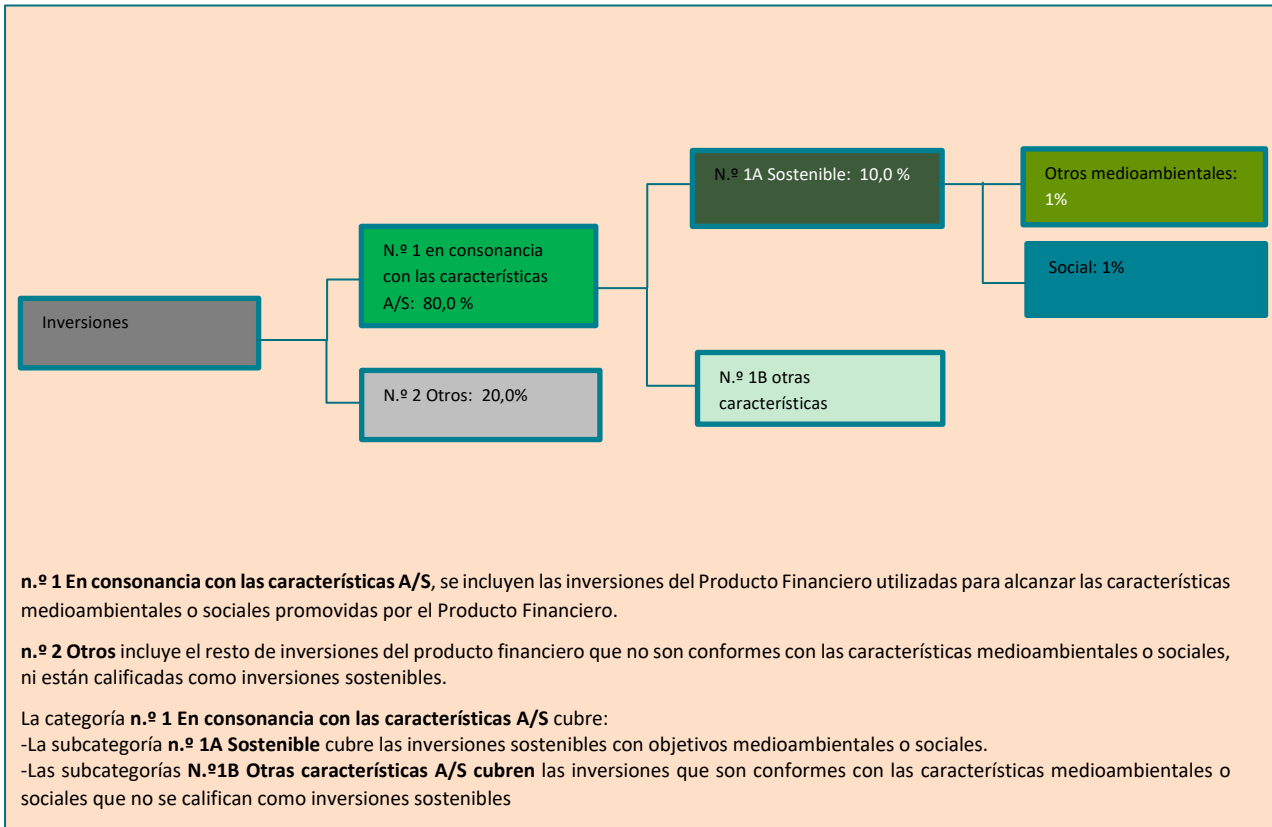 Inversiones
N.º 1 en consonancia
con las características
A/S: 80,0 %
N.º 2 Otros: 20,0%
N.º 1A Sostenible: 10,0 %
N.º 1B otras
características
Otros medioambientales:
1%
Social: 1%
n.º 1 En consonancia con las características A/S, se incluyen las inversiones del Producto Financiero utilizadas para alcanzar las características
medioambientales o sociales promovidas por el Producto Financiero.
n.º 2 Otros incluye el resto de inversiones del producto financiero que no son conformes con las características medioambientales o sociales,
ni están calificadas como inversiones sostenibles.
La categoría n.º 1 En consonancia con las características A/S cubre:
-La subcategoría n.º 1A Sostenible cubre las inversiones sostenibles con objetivos medioambientales o sociales.
-Las subcategorías N.º1B Otras características A/S cubren las inversiones que son conformes con las características medioambientales o
sociales que no se califican como inversiones sostenibles